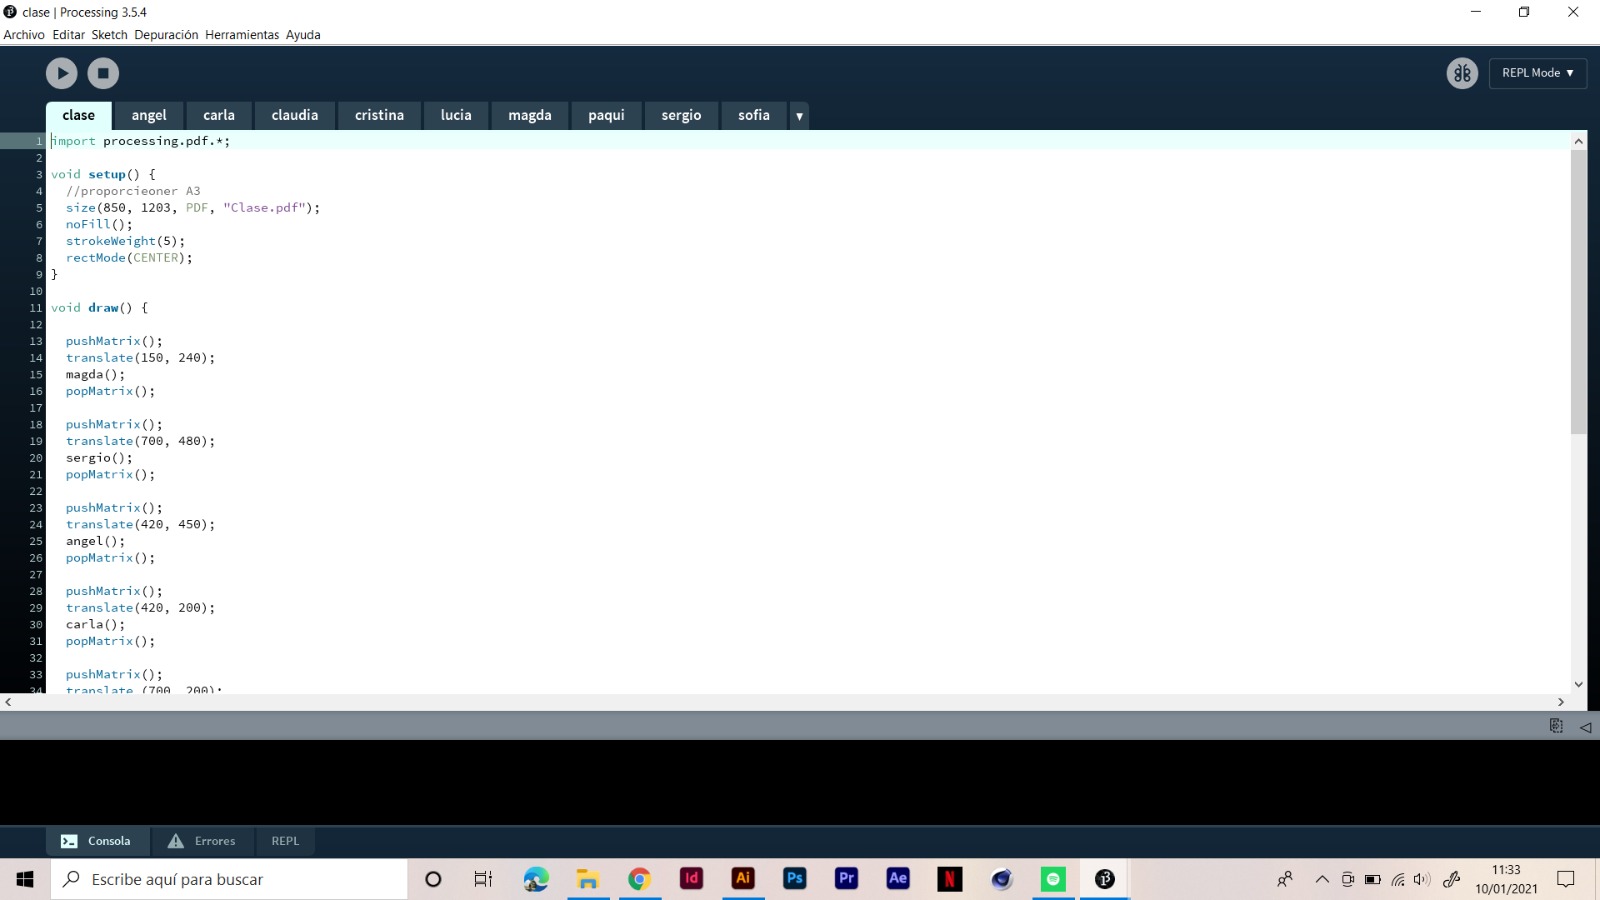 clase | Processing 3.5.4
Archivo Editar Sketch Depuración Herramientas Ayuda
REPL Mode ▼
clase angel carla claudia cristina lucia magda paqui sergio sofia ▼
1 import processing.pdf.*;
2
3 void setup() {
4 //proporcieoner A3
5 size(850, 1203, PDF, "Clase.pdf");
6 noFill();
7 strokeWeight(5);
8 rectMode(CENTER);
9 }
10
11 void draw() {
12
13 pushMatrix();
14 translate(150, 240);
15 magda();
16 popMatrix();
17
18 pushMatrix();
19 translate(700, 480);
20 sergio();
21 popMatrix();
22
23 pushMatrix();
24 translate(420, 450);
25 angel();
26 popMatrix();
27
28 pushMatrix();
29 translate(420, 200);
30 carla();
31 popMatrix();
32
33 pushMatrix();
34 translate (700, 200);
Consola Errores REPL
Escribe aquí para buscar
Id Ai Ps Pr Ae N
11:33
10/01/2021